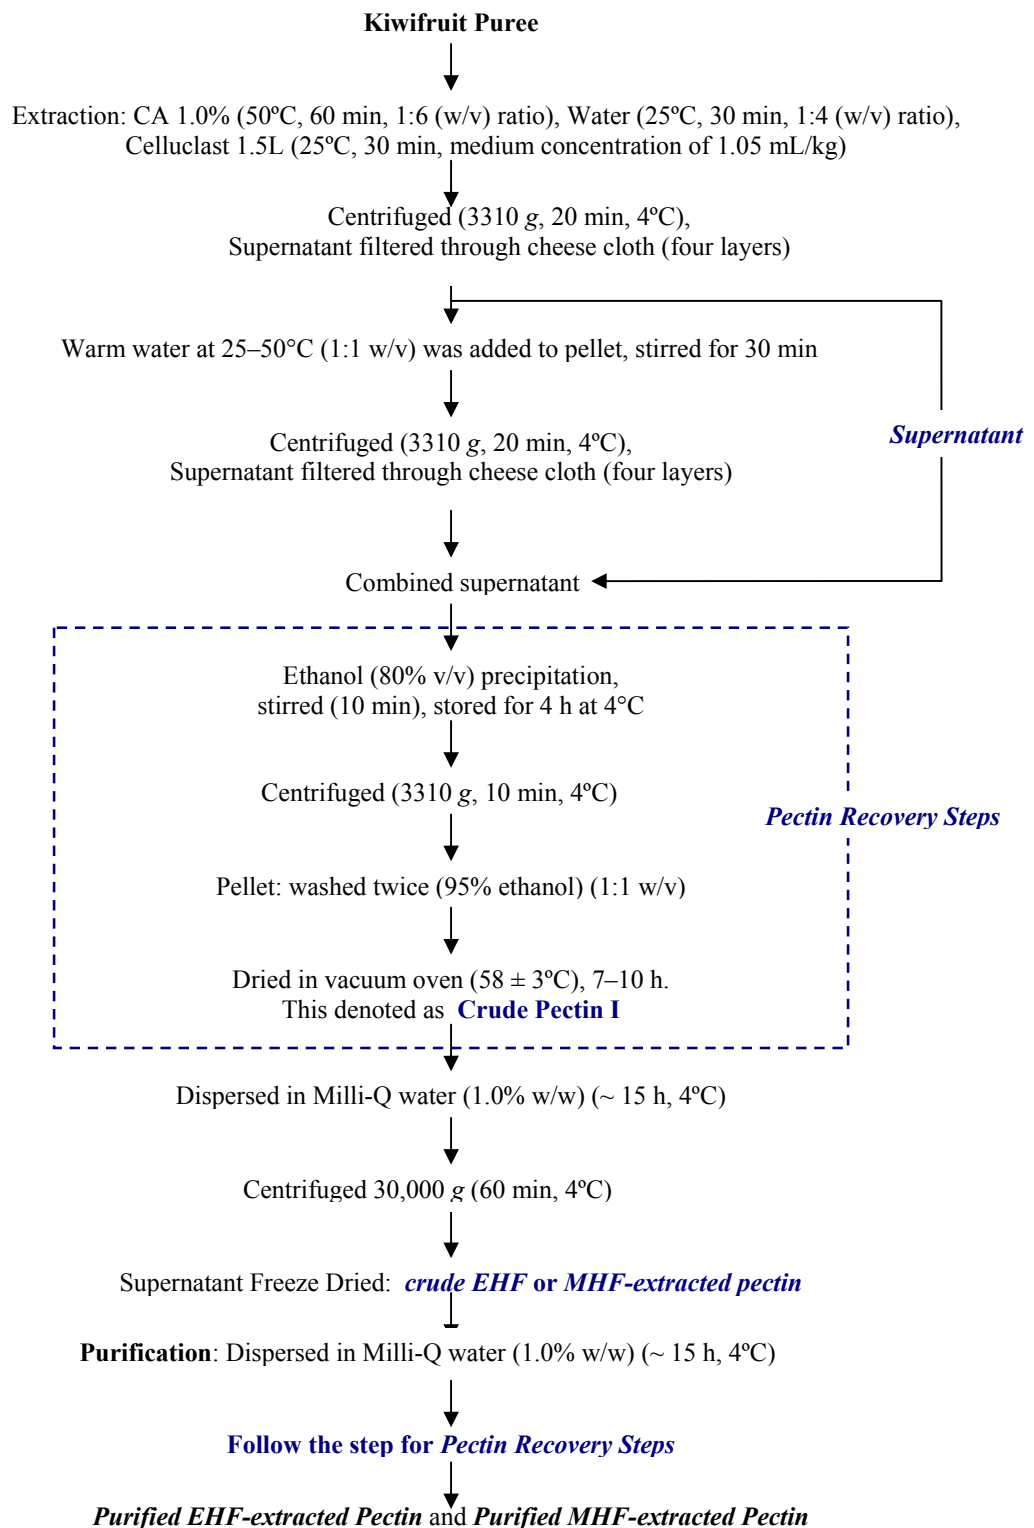 Kiwifruit Puree
Extraction: CA 1.0% (50ºC, 60 min, 1:6 (w/v) ratio), Water (25ºC, 30 min, 1:4 (w/v) ratio),
Celluclast 1.5L (25ºC, 30 min, medium concentration of 1.05 mL/kg)
Centrifuged (3310 g, 20 min, 4ºC),
Supernatant filtered through cheese cloth (four layers)
Warm water at 25–50°C (1:1 w/v) was added to pellet, stirred for 30 min
Centrifuged (3310 g, 20 min, 4ºC),
Supernatant filtered through cheese cloth (four layers)
Supernatant
Combined supernatant
Ethanol (80% v/v) precipitation,
stirred (10 min), stored for 4 h at 4°C
Centrifuged (3310 g, 10 min, 4ºC)
Pectin Recovery Steps
Pellet: washed twice (95% ethanol) (1:1 w/v)
Dried in vacuum oven (58 ± 3ºC), 7–10 h.
This denoted as Crude Pectin I
Dispersed in Milli-Q water (1.0% w/w) (~ 15 h, 4ºC)
Centrifuged 30,000 g (60 min, 4ºC)
Supernatant Freeze Dried: crude EHF or MHF-extracted pectin
Purification: Dispersed in Milli-Q water (1.0% w/w) (~ 15 h, 4ºC)
Follow the step for Pectin Recovery Steps
Purified EHF-extracted Pectin and Purified MHF-extracted Pectin